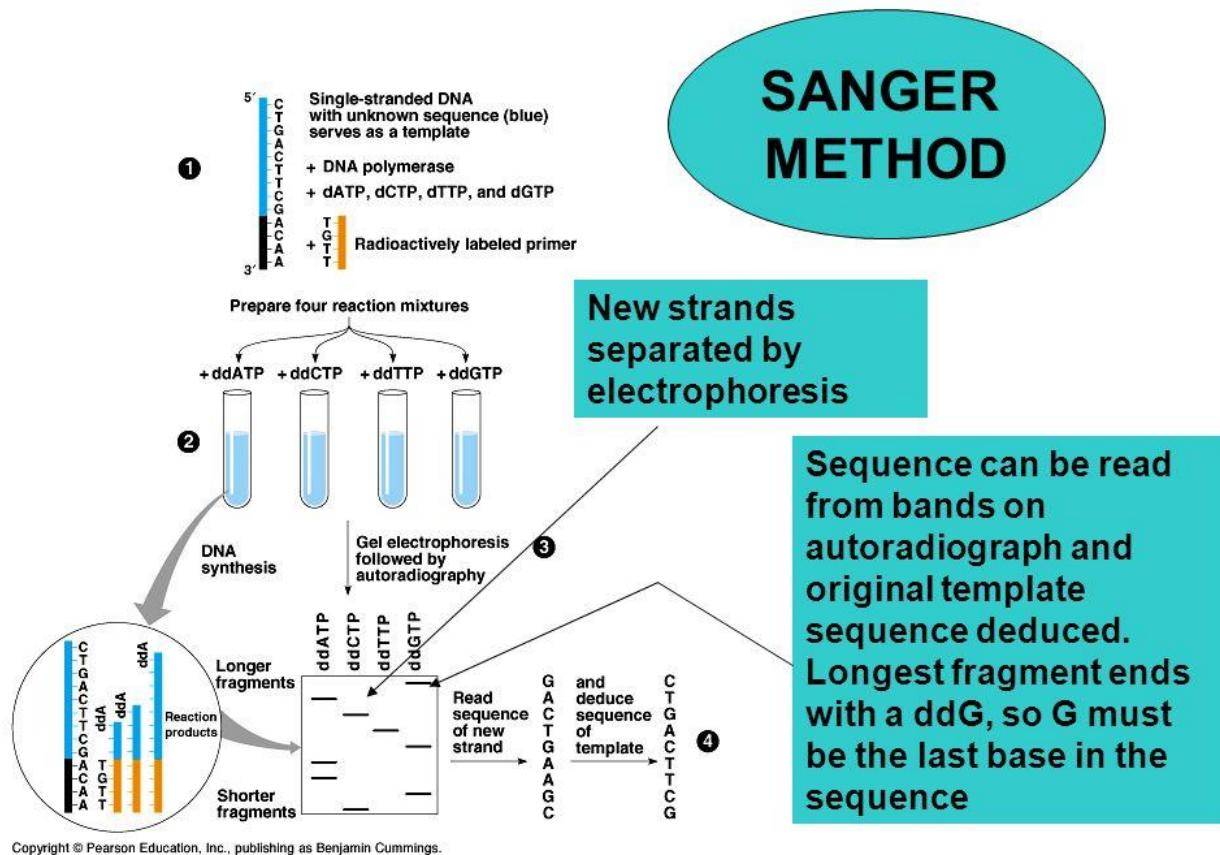 SANGER
METHOD
5′
C
T
G
A
C
T
T
C
G
A
C
A
A
3′
1
Single-stranded DNA
with unknown sequence (blue)
serves as a template
+ DNA polymerase
+ dATP, dCTP, dTTP, and dGTP
+
T
G
T
T
Radioactively labeled primer
Prepare four reaction mixtures
+ ddATP + ddCTP + ddTTP + ddGTP
2
New strands
separated by
electrophoresis
DNA
synthesis
Gel electrophoresis
followed by
autoradiography
3
Sequence can be read
from bands on
autoradiograph and
original template
sequence deduced.
Longest fragment ends
with a ddG, so G must
be the last base in the
sequence
C
T
G
A
C
T
T
C
G
A
C
A
A
T
G
T
T
ddA
ddA
ddA
Reaction
products
ddATP
ddCTP
ddTTP
ddGTP
Longer
fragments
Shorter
fragments
Read
sequence
of new
strand
G
A
C
T
G
A
A
G
C
and
deduce
sequence
of
template
C
T
G
A
C
T
T
C
G
4
Copyright © Pearson Education, Inc., publishing as Benjamin Cummings.